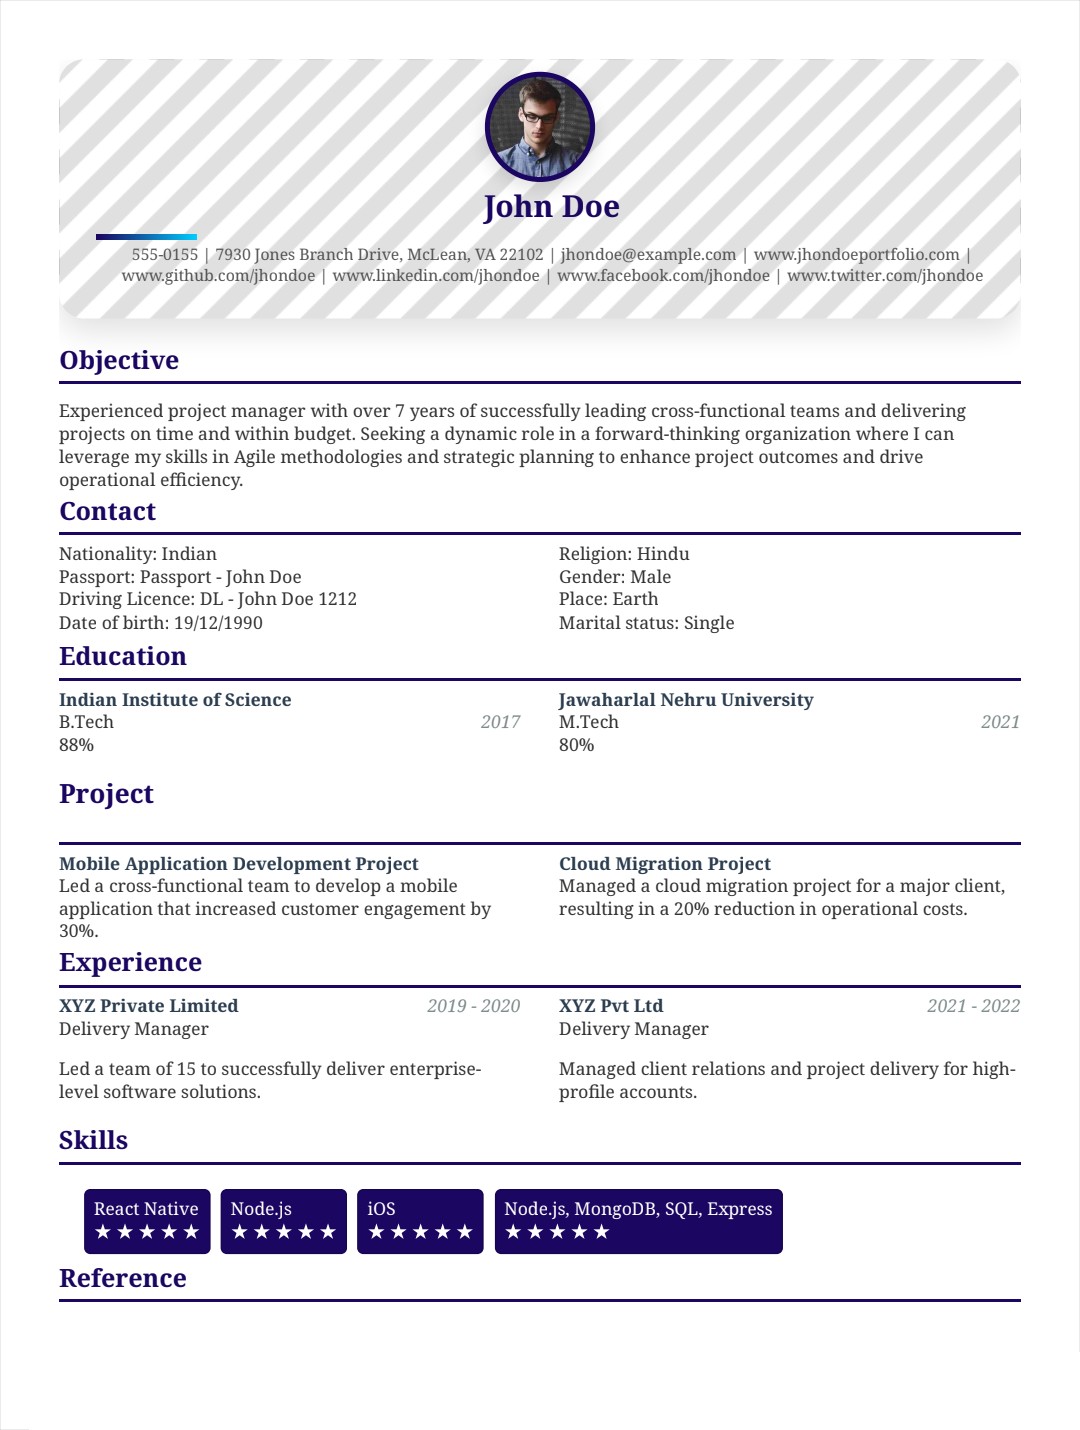 John Doe
555-0155 | 7930 Jones Branch Drive, McLean, VA 22102 | jhondoe@example.com | www.jhondoeportfolio.com |
www.github.com/jhondoe | www.linkedin.com/jhondoe | www.facebook.com/jhondoe | www.twitter.com/jhondoe
Objective
Experienced project manager with over 7 years of successfully leading cross-functional teams and delivering
projects on time and within budget. Seeking a dynamic role in a forward-thinking organization where I can
leverage my skills in Agile methodologies and strategic planning to enhance project outcomes and drive
operational efficiency.
Contact
Nationality: Indian
Passport: Passport - John Doe
Driving Licence: DL - John Doe 1212
Date of birth: 19/12/1990
Religion: Hindu
Gender: Male
Place: Earth
Marital status: Single
Education
Indian Institute of Science
B.Tech 2017
88%
Jawaharlal Nehru University
M.Tech 2021
80%
Project
Mobile Application Development Project
Led a cross-functional team to develop a mobile
application that increased customer engagement by
30%.
Cloud Migration Project
Managed a cloud migration project for a major client,
resulting in a 20% reduction in operational costs.
Experience
XYZ Private Limited 2019 - 2020
Delivery Manager
Led a team of 15 to successfully deliver enterprise-
level software solutions.
XYZ Pvt Ltd 2021 - 2022
Delivery Manager
Managed client relations and project delivery for high-
profile accounts.
Skills
React Native
★★★★★
Node.js
★★★★★
iOS
★★★★★
Node.js, MongoDB, SQL, Express
★★★★★
Reference